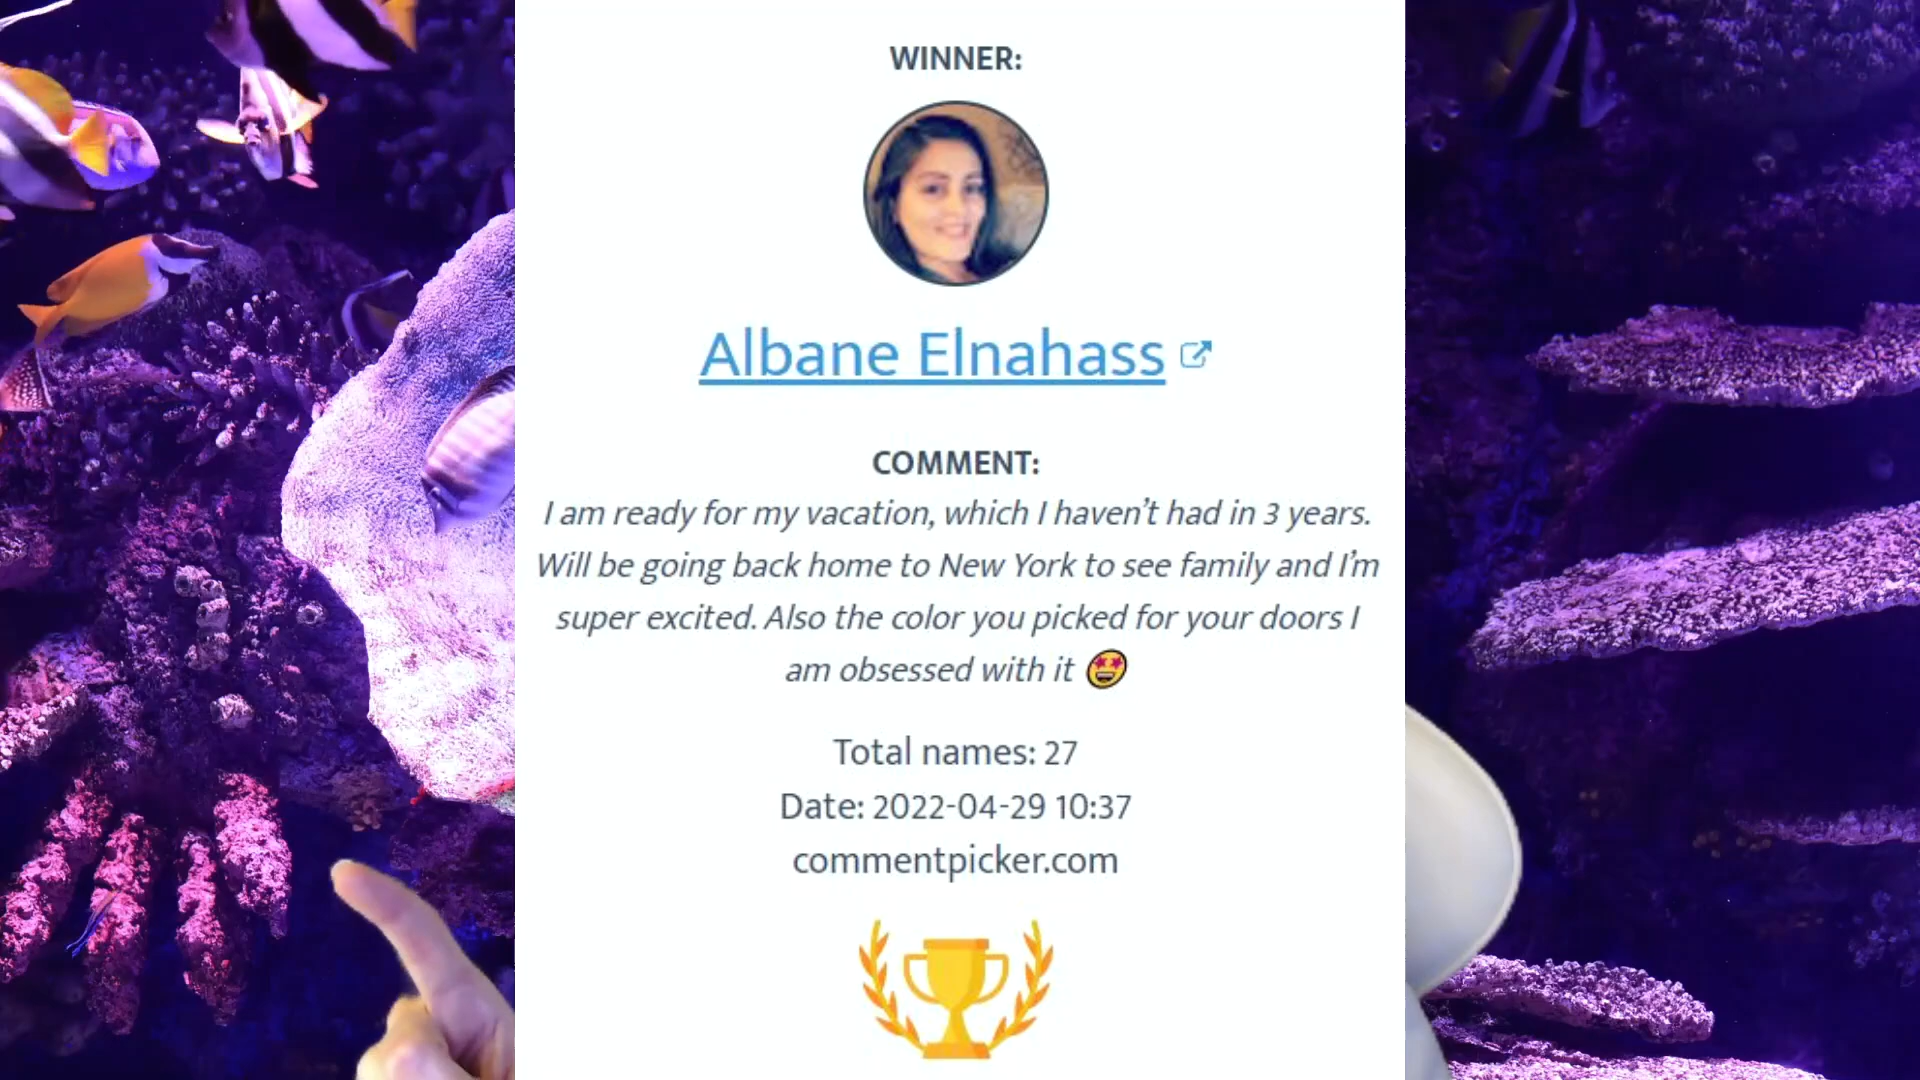 WINNER:
Albane Elnahass
COMMENT:
I am ready for my vacation, which I haven’t had in 3 years.
Will be going back home to New York to see family and I’m
super excited. Also the color you picked for your doors I
am obsessed with it 🤩
Total names: 27
Date: 2022-04-29 10:37
commentpicker.com